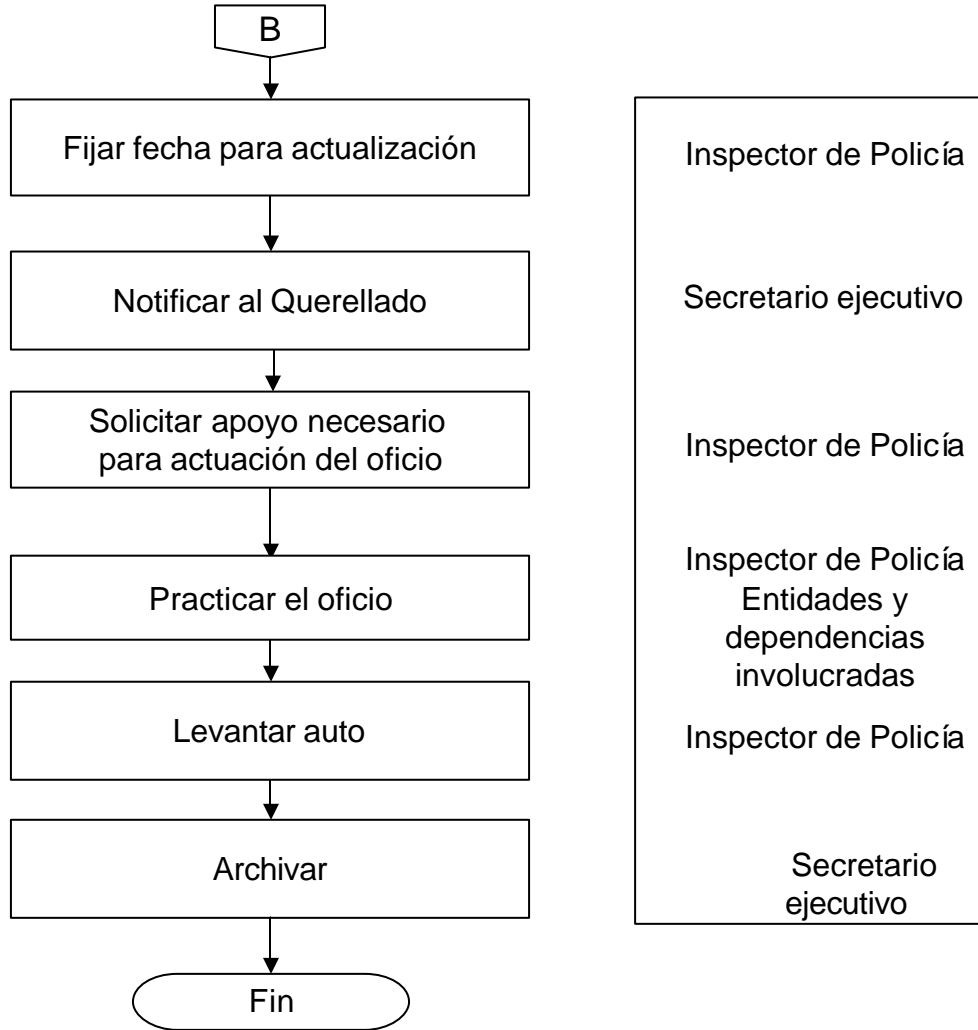 B
Fijar fecha para actualización
Inspector de Policía
Notificar al Querellado
Secretario ejecutivo
Solicitar apoyo necesario
para actuación del oficio
Inspector de Policía
Practicar el oficio
Inspector de Policía
Entidades y
dependencias
involucradas
Levantar auto
Inspector de Policía
Archivar
Secretario
ejecutivo
Fin